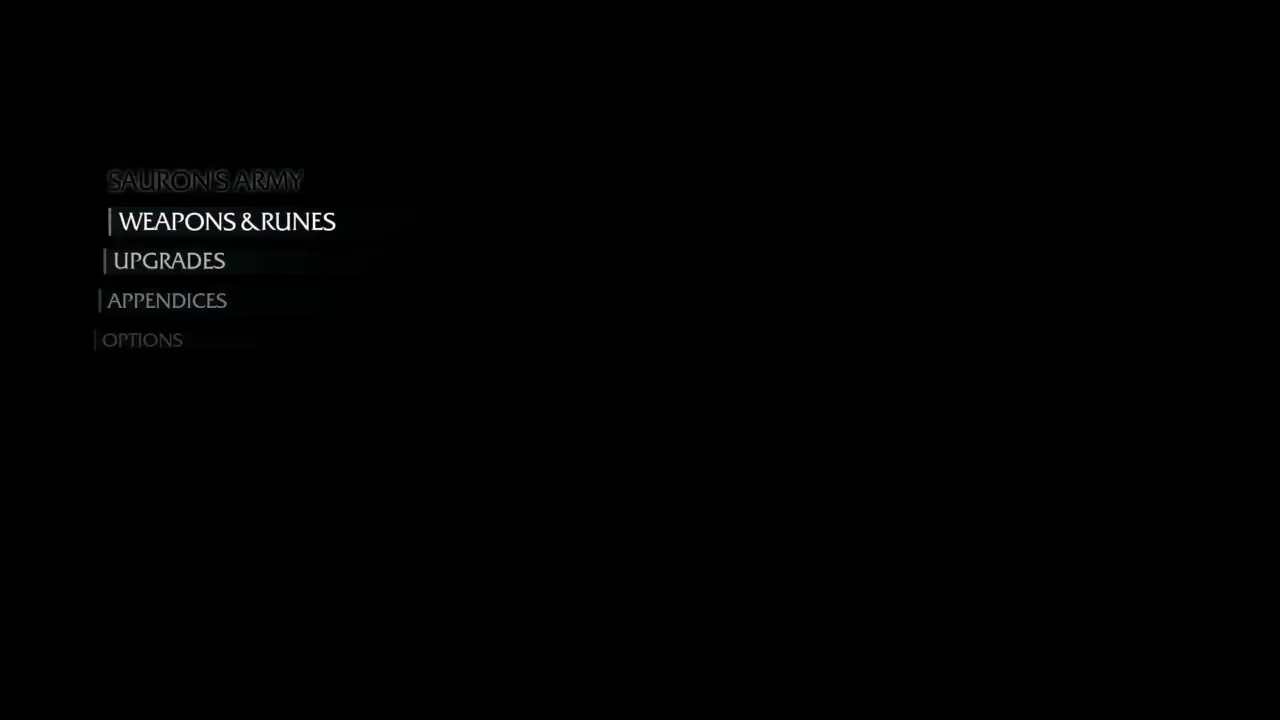 SAURON'S ARMY
WEAPONS & RUNES
UPGRADES
APPENDICES
OPTIONS